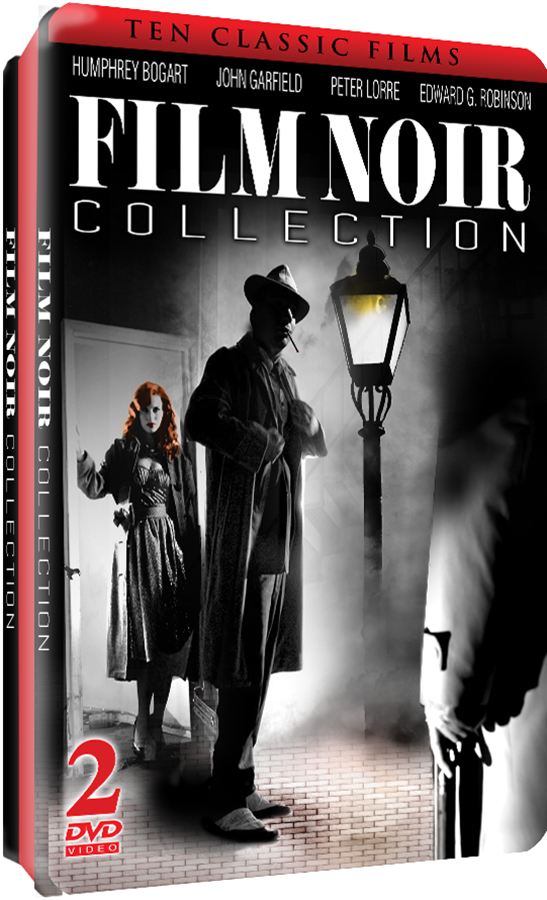 TEN CLASSIC FILMS
HUMPHREY BOGART JOHN GARFIELD PETER LORRE EDWARD G. ROBINSON
FILM NOIR
COLLECTION
FILM NOIR COLLECTION
FILM NOIR COLLECTION
2
DVD
VIDEO